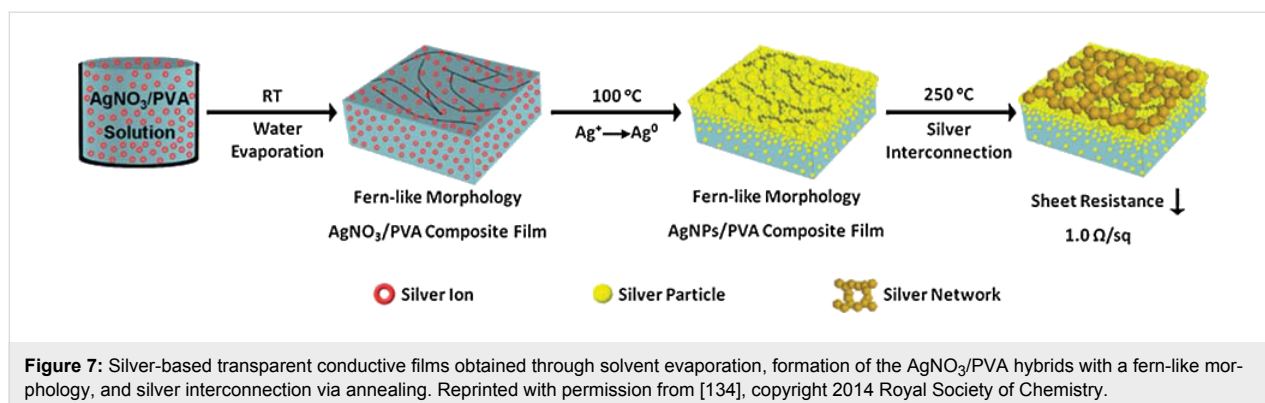 AgNO₃/PVA
Solution
RT
Water
Evaporation
Fern-like Morphology
AgNO₃/PVA Composite Film
100 °C
Ag⁺→Ag⁰
Fern-like Morphology
AgNPs/PVA Composite Film
250 °C
Silver
Interconnection
Sheet Resistance ↓
1.0 Ω/sq
Silver Ion
Silver Particle
Silver Network
Figure 7: Silver-based transparent conductive films obtained through solvent evaporation, formation of the AgNO₃/PVA hybrids with a fern-like mor-
phology, and silver interconnection via annealing. Reprinted with permission from [134], copyright 2014 Royal Society of Chemistry.